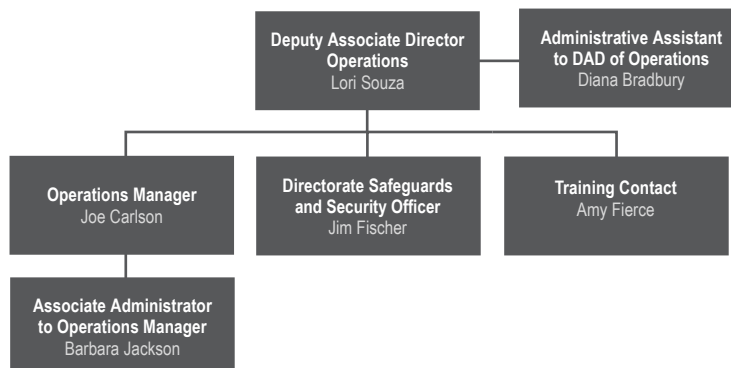 Deputy Associate Director
Operations
Lori Souza
Administrative Assistant
to DAD of Operations
Diana Bradbury
Operations Manager
Joe Carlson
Directorate Safeguards
and Security Officer
Jim Fischer
Training Contact
Amy Fierce
Associate Administrator
to Operations Manager
Barbara Jackson